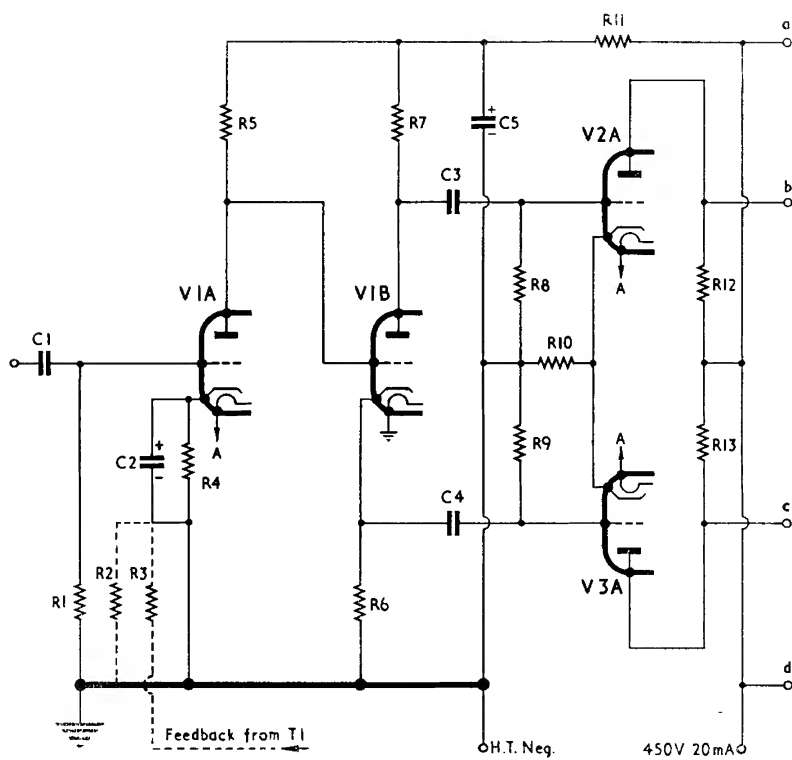 R11
a
R5
R7
+
C5
-
V2A
C3
b
A
R8
R12
V1A
V1B
C1
R10
A
+
C2
-
R4
A
R9
R13
C4
c
R2
R3
V3A
R1
R6
d
Feedback from T1
H.T. Neg.
450V 20mA